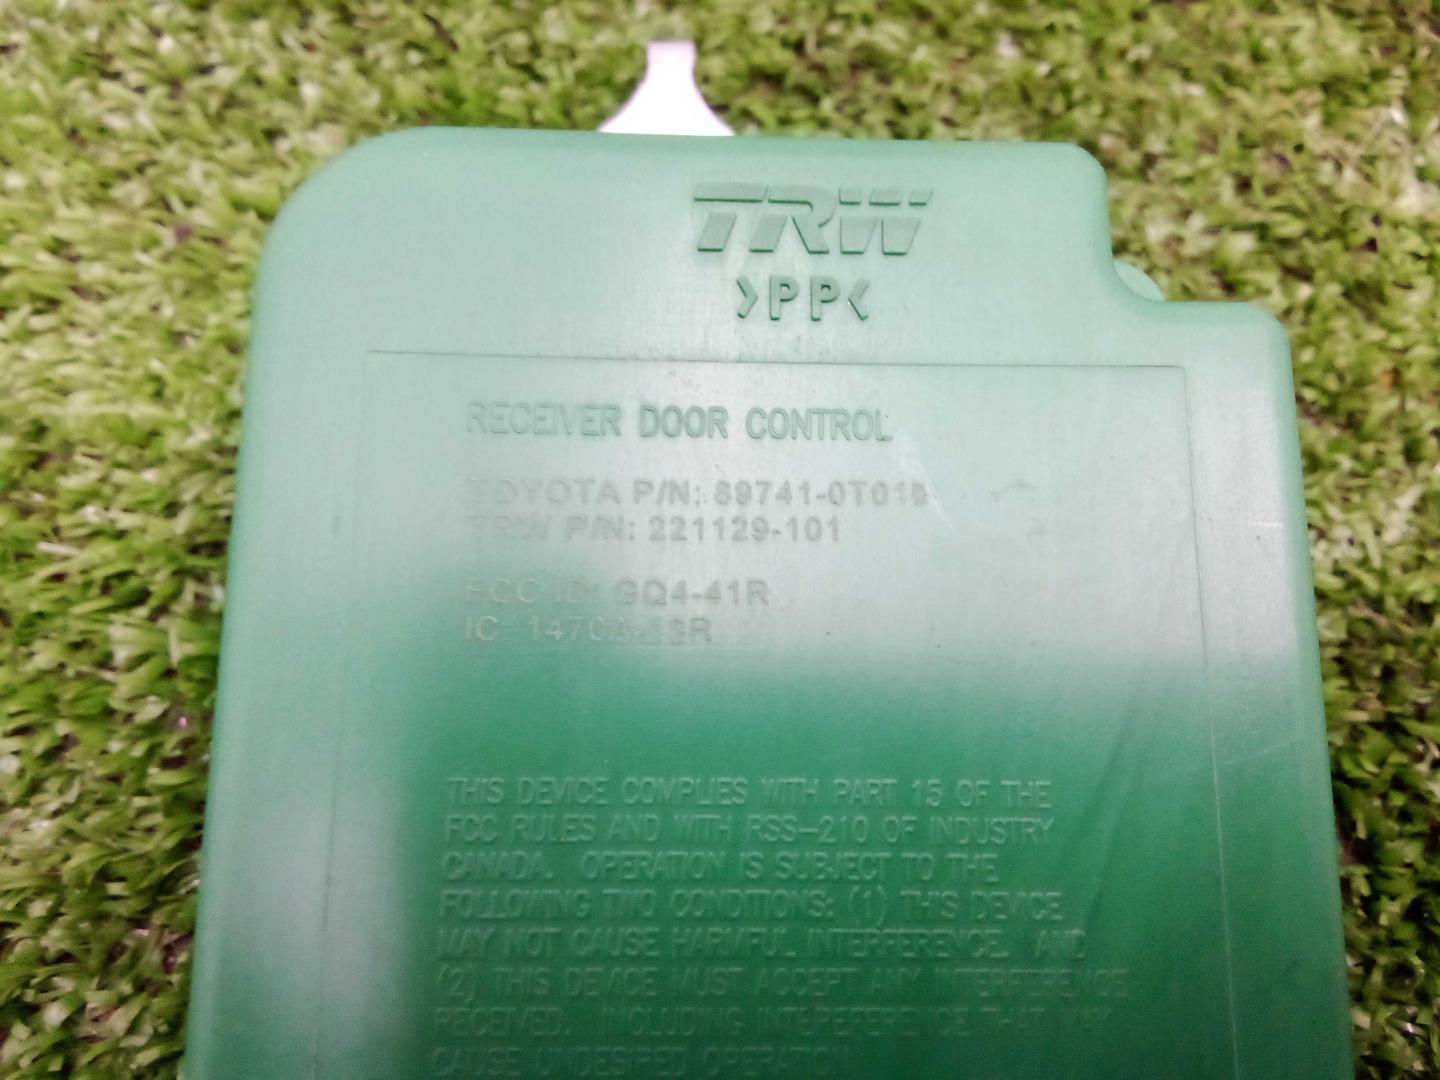 TRW
>PP<
RECEIVER DOOR CONTROL
TOYOTA P/N: 89741-0T010
TRW P/N: 221129-101
FCC ID: GQ4-41R
IC: 1470A-
THIS DEVICE COMPLIES WITH PART 15 OF THE
FCC RULES AND WITH RSS-210 OF INDUSTRY
CANADA. OPERATION IS SUBJECT TO THE
FOLLOWING TWO CONDITIONS: (1) THIS DEVICE
MAY NOT CAUSE HARMFUL INTERFERENCE. AND
(2) THIS DEVICE MUST ACCEPT ANY INTERFERENCE
RECEIVED. INCLUDING INTERFERENCE THAT MAY
CAUSE UNDESIRED OPERATION